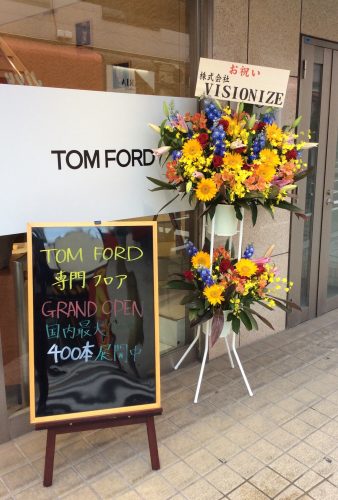 お祝い
株式会社
VISIONIZE
TOM FORD
TOM FORD
専門フロア
GRAND OPEN
国内最大
400本展開中